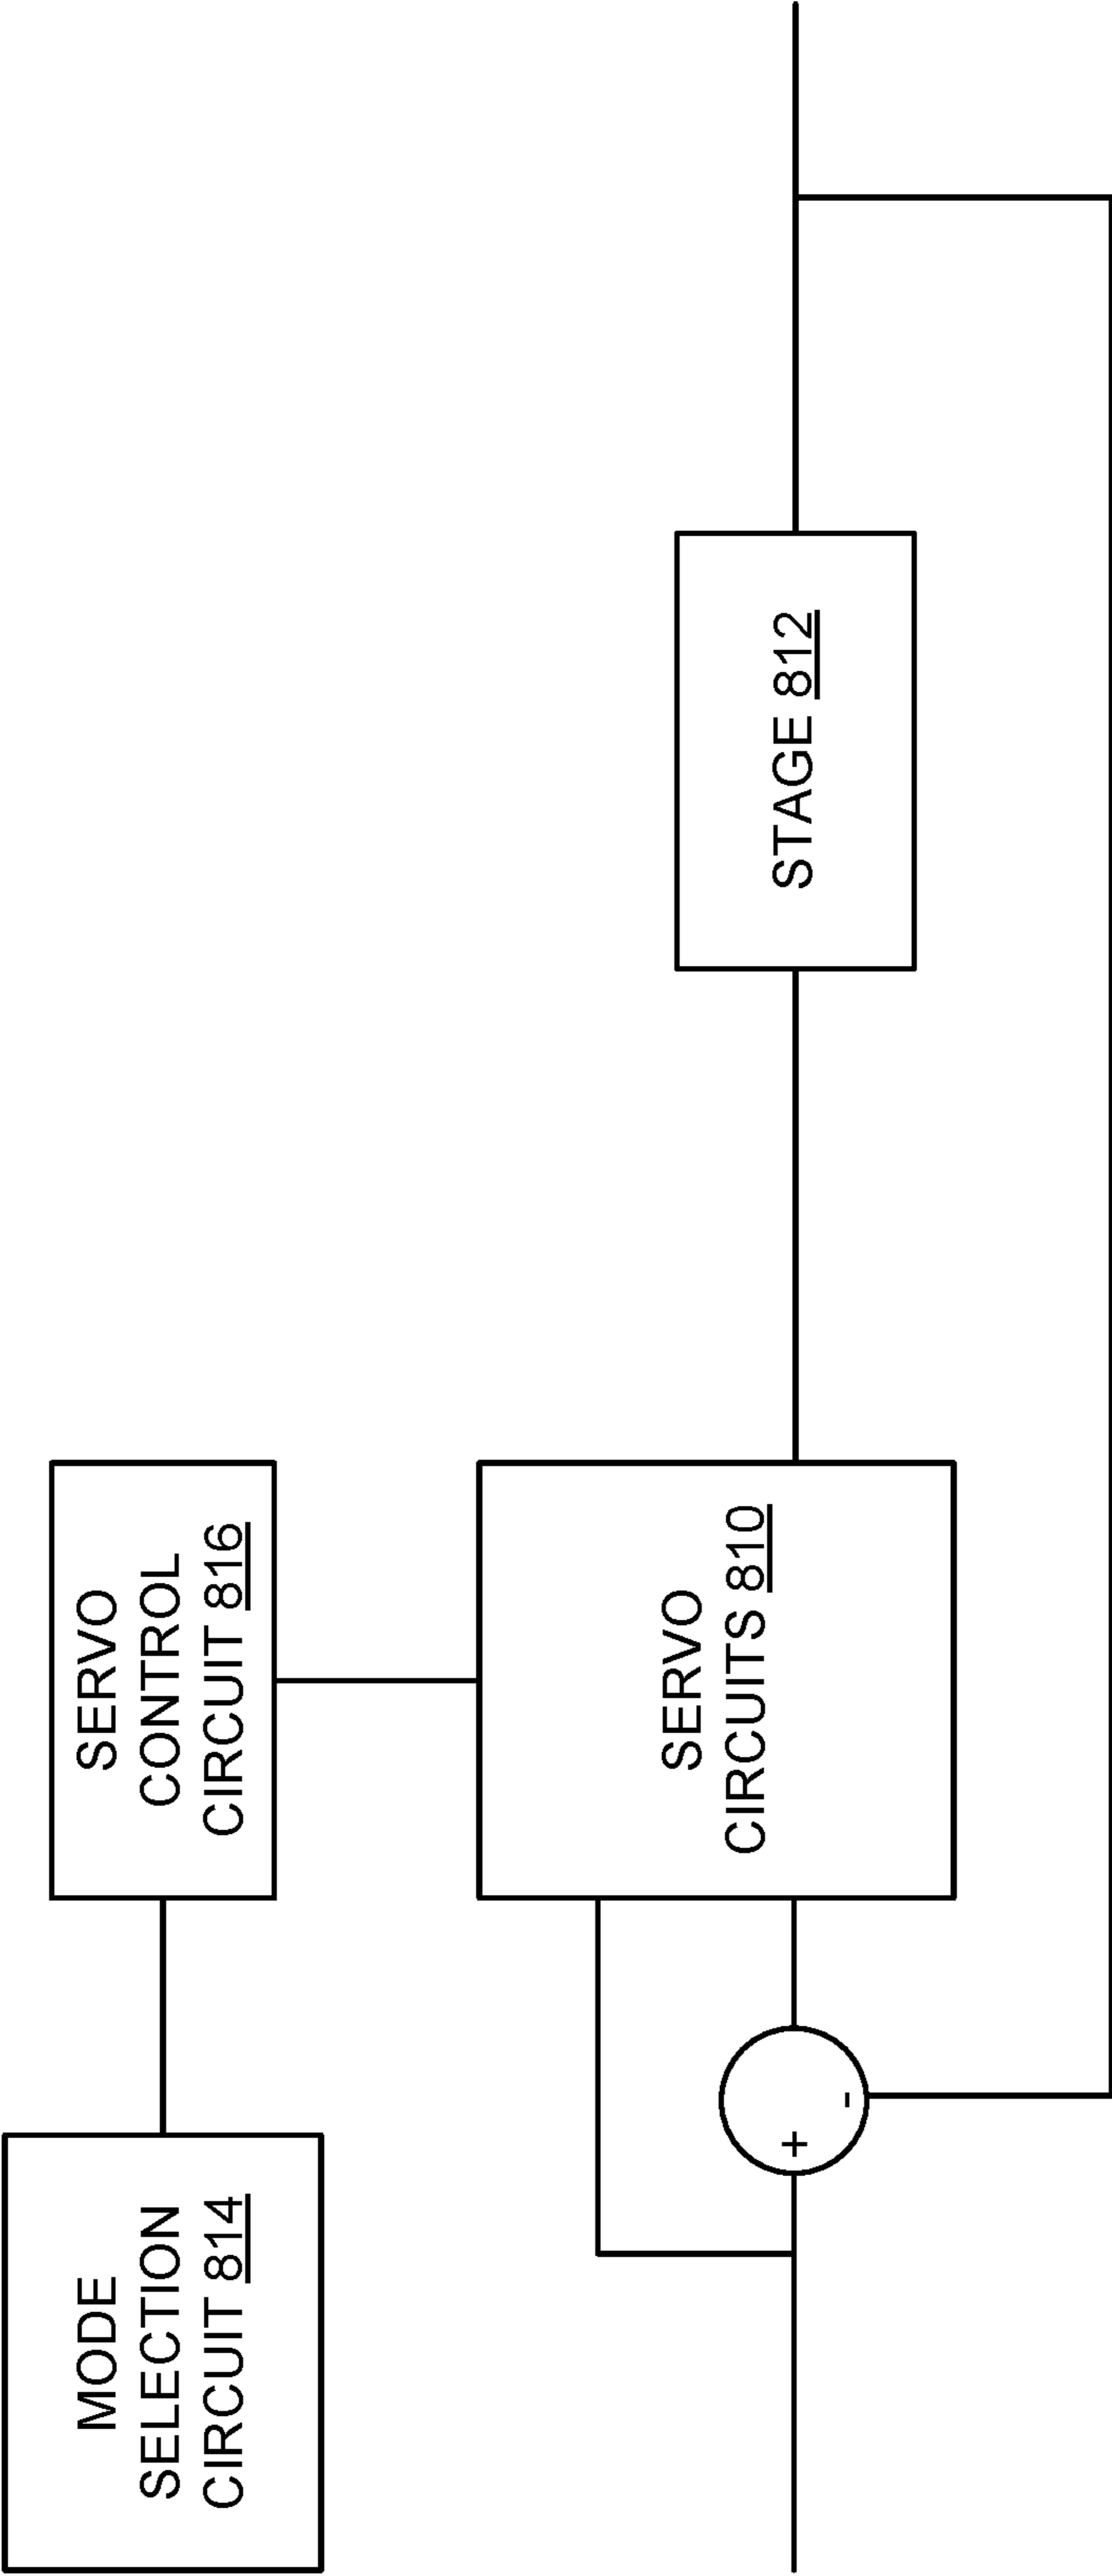 MODE
SELECTION
CIRCUIT 814
SERVO
CONTROL
CIRCUIT 816
SERVO
CIRCUITS 810
STAGE 812
+
-